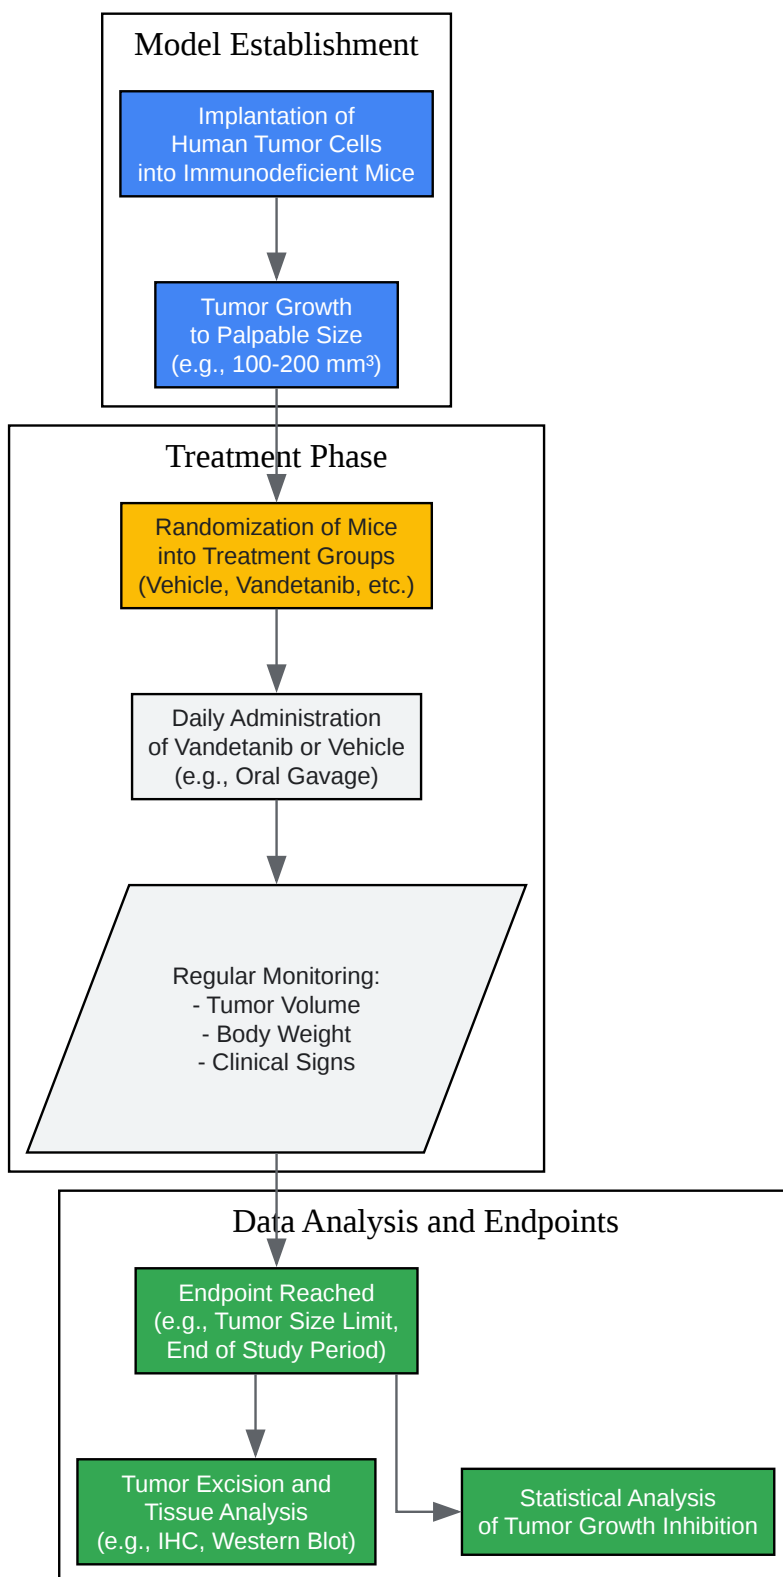 Model Establishment
Implantation of
Human Tumor Cells
into Immunodeficient Mice
Tumor Growth
to Palpable Size
(e.g., 100-200 mm³)
Treatment Phase
Randomization of Mice
into Treatment Groups
(Vehicle, Vandetanib, etc.)
Daily Administration
of Vandetanib or Vehicle
(e.g., Oral Gavage)
Regular Monitoring:
- Tumor Volume
- Body Weight
- Clinical Signs
Data Analysis and Endpoints
Endpoint Reached
(e.g., Tumor Size Limit,
End of Study Period)
Tumor Excision and
Tissue Analysis
(e.g., IHC, Western Blot)
Statistical Analysis
of Tumor Growth Inhibition